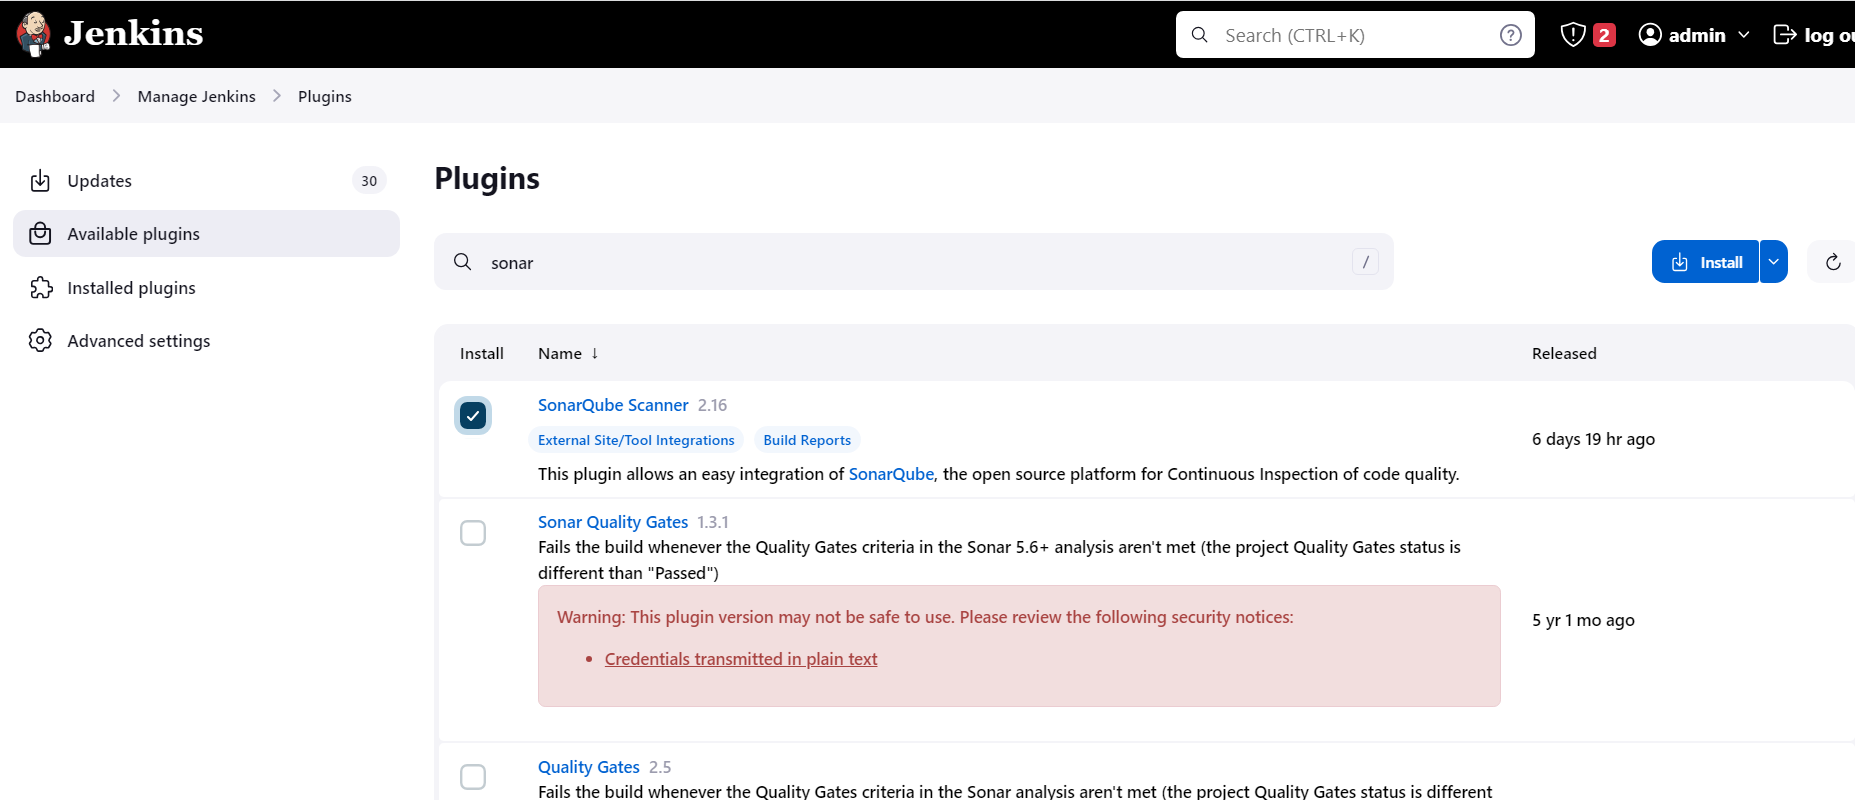 Jenkins
Search (CTRL+K)
2
admin
log ou
Dashboard
Manage Jenkins
Plugins
Updates
30
Available plugins
Installed plugins
Advanced settings
Plugins
sonar
/
Install
Install
Name ↓
Released
SonarQube Scanner 2.16
External Site/Tool Integrations
Build Reports
This plugin allows an easy integration of SonarQube, the open source platform for Continuous Inspection of code quality.
6 days 19 hr ago
Sonar Quality Gates 1.3.1
Fails the build whenever the Quality Gates criteria in the Sonar 5.6+ analysis aren't met (the project Quality Gates status is
different than "Passed")
Warning: This plugin version may not be safe to use. Please review the following security notices:
• Credentials transmitted in plain text
5 yr 1 mo ago
Quality Gates 2.5
Fails the build whenever the Quality Gates criteria in the Sonar analysis aren't met (the project Quality Gates status is different